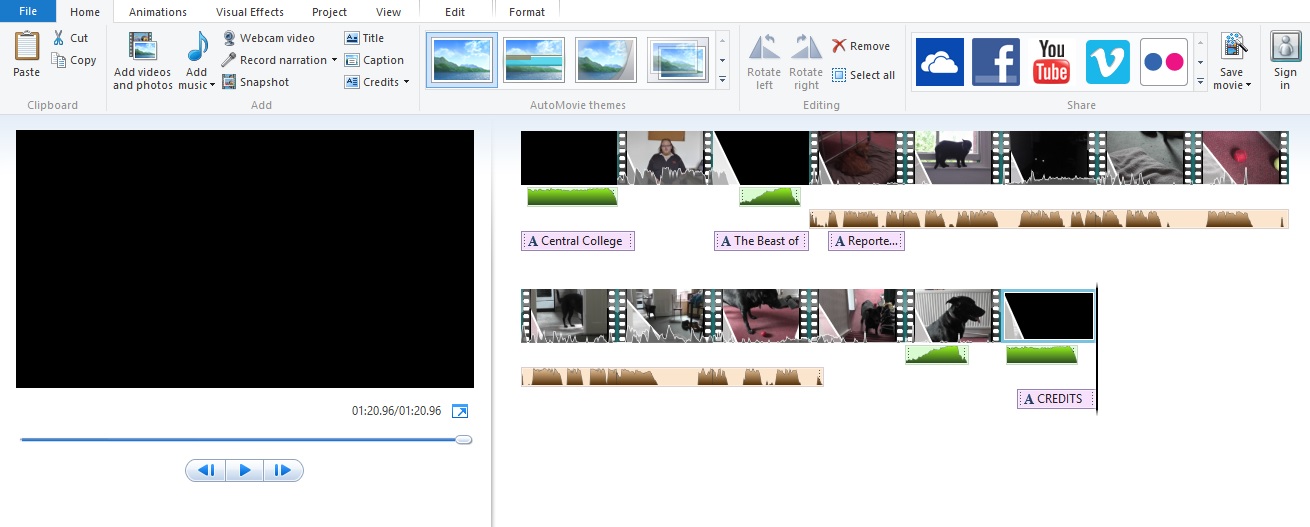 File Home Animations Visual Effects Project View Edit Format
Paste
Cut
Copy
Clipboard
Add videos
and photos
Add
music
Webcam video
Record narration
Snapshot
Title
Caption
Credits
Add
AutoMovie themes
Rotate
left
Rotate
right
Remove
Select all
Editing
You
Tube
Share
Save
movie
Sign
in
A Central College
A The Beast of
A Reporte...
01:20.96/01:20.96
A CREDITS